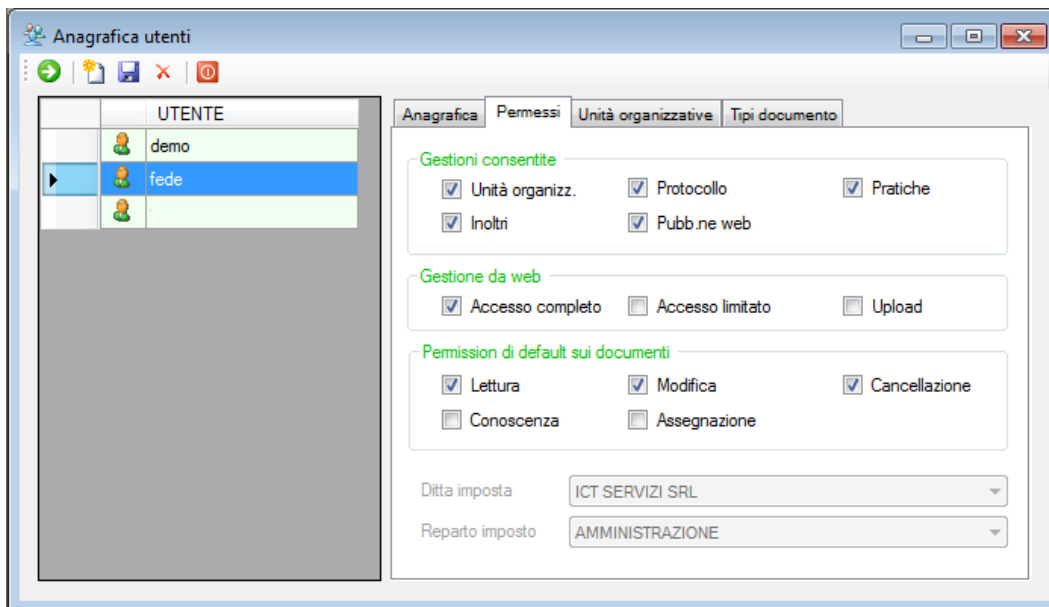 Anagrafica utenti
UTENTE
demo
fede
Anagrafica Permessi Unità organizzative Tipi documento
Gestioni consentite
Unità organizz. Protocollo Pratiche
Inoltri Pubb.ne web
Gestione da web
Accesso completo Accesso limitato Upload
Permission di default sui documenti
Lettura Modifica Cancellazione
Conoscenza Assegnazione
Ditta imposta ICT SERVIZI SRL
Reparto imposto AMMINISTRAZIONE